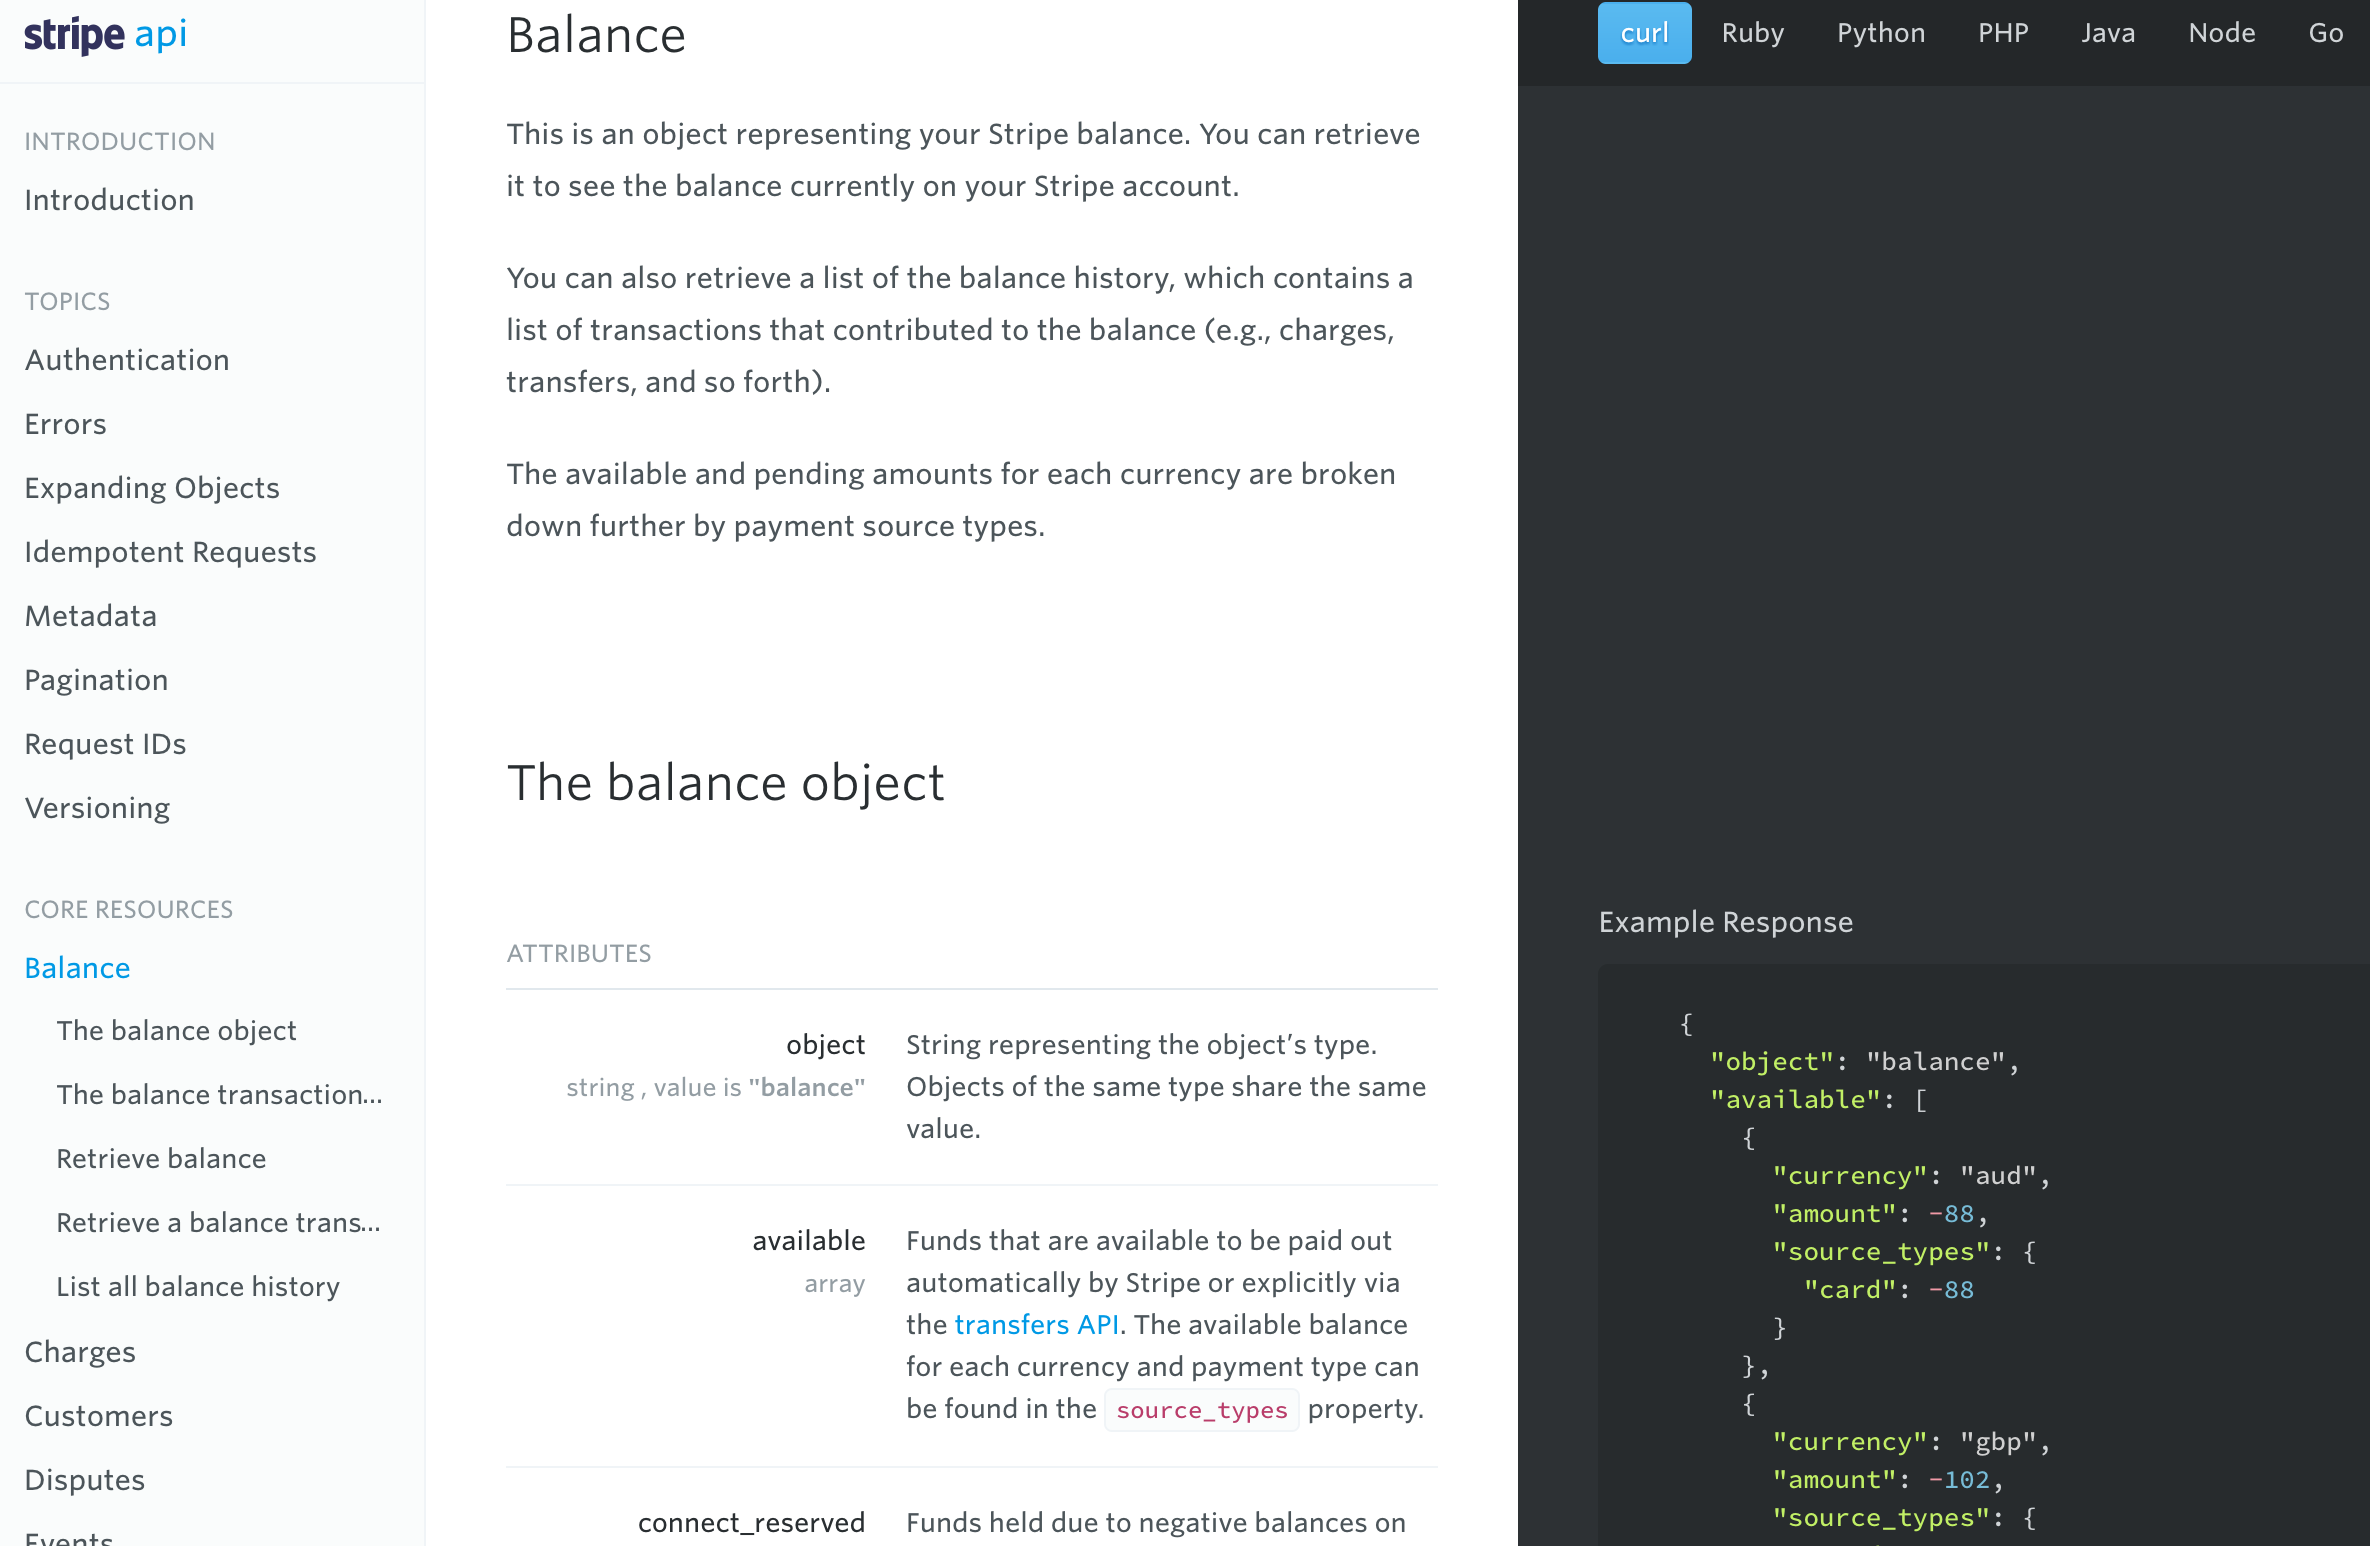 stripe api
INTRODUCTION
Introduction
TOPICS
Authentication
Errors
Expanding Objects
Idempotent Requests
Metadata
Pagination
Request IDs
Versioning
CORE RESOURCES
Balance
The balance object
The balance transaction...
Retrieve balance
Retrieve a balance trans...
List all balance history
Charges
Customers
Disputes
Events
Balance
This is an object representing your Stripe balance. You can retrieve
it to see the balance currently on your Stripe account.
You can also retrieve a list of the balance history, which contains a
list of transactions that contributed to the balance (e.g., charges,
transfers, and so forth).
The available and pending amounts for each currency are broken
down further by payment source types.
The balance object
ATTRIBUTES
object
string , value is "balance"
String representing the object’s type.
Objects of the same type share the same
value.
available
array
Funds that are available to be paid out
automatically by Stripe or explicitly via
the transfers API. The available balance
for each currency and payment type can
be found in the source_types property.
connect_reserved
Funds held due to negative balances on
curl Ruby Python PHP Java Node Go
Example Response
{
"object": "balance",
"available": [
{
"currency": "aud",
"amount": -88,
"source_types": {
"card": -88
}
},
{
"currency": "gbp",
"amount": -102,
"source_types": {